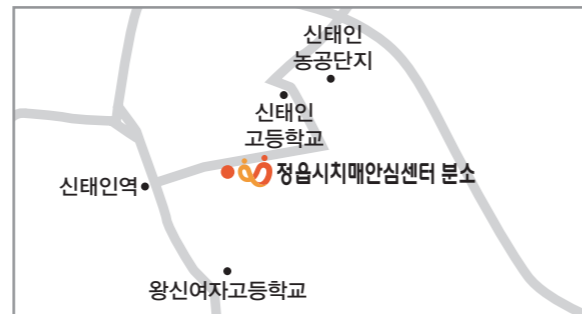 신태인
농공단지
신태인
고등학교
정읍시치매안심센터 분소
신태인역
왕신여자고등학교